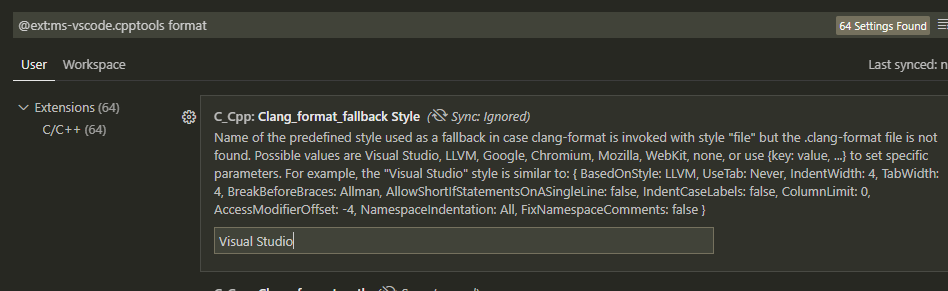 @ext:ms-vscode.cpptools format
64 Settings Found
User Workspace
Last synced: n
Extensions (64)
C/C++ (64)
C_Cpp: Clang_format_fallback Style (Sync: Ignored)
Name of the predefined style used as a fallback in case clang-format is invoked with style "file" but the .clang-format file is not
found. Possible values are Visual Studio, LLVM, Google, Chromium, Mozilla, WebKit, none, or use {key: value, ...} to set specific
parameters. For example, the "Visual Studio" style is similar to: { BasedOnStyle: LLVM, UseTab: Never, IndentWidth: 4, TabWidth:
4, BreakBeforeBraces: Allman, AllowShortIfStatementsOnASingleLine: false, IndentCaseLabels: false, ColumnLimit: 0,
AccessModifierOffset: -4, NamespaceIndentation: All, FixNamespaceComments: false }
Visual Studio